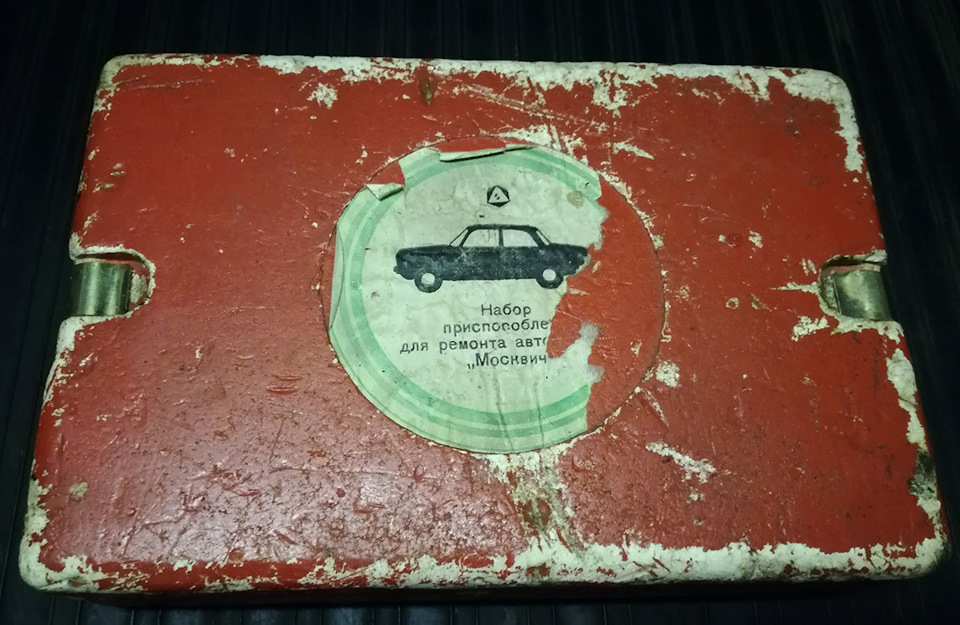 Набор
приспособле
для ремонта авто
„Москвич